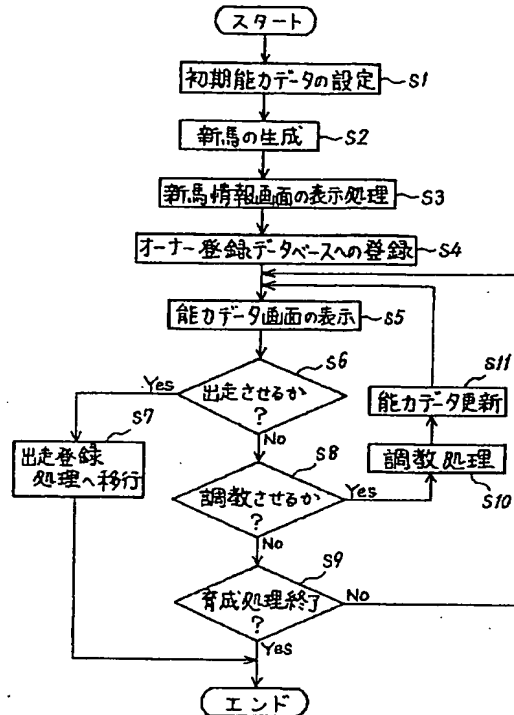 スタート
初期能力データの設定
S1
新馬の生成
S2
新馬情報画面の表示処理
S3
オーナー登録データベースへの登録
S4
能力データ画面の表示
S5
S6
出走させるか
?
Yes
No
S7
出走登録
処理へ移行
S8
調教させるか
?
Yes
No
S11
能力データ更新
調教処理
S10
S9
育成処理終了
?
No
Yes
エンド